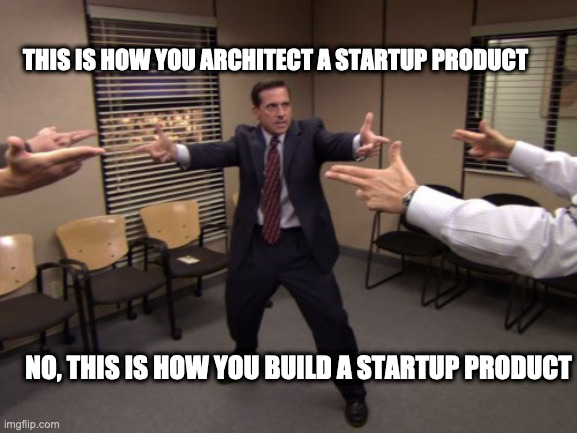 THIS IS HOW YOU ARCHITECT A STARTUP PRODUCT
NO, THIS IS HOW YOU BUILD A STARTUP PRODUCT
imgflip.com